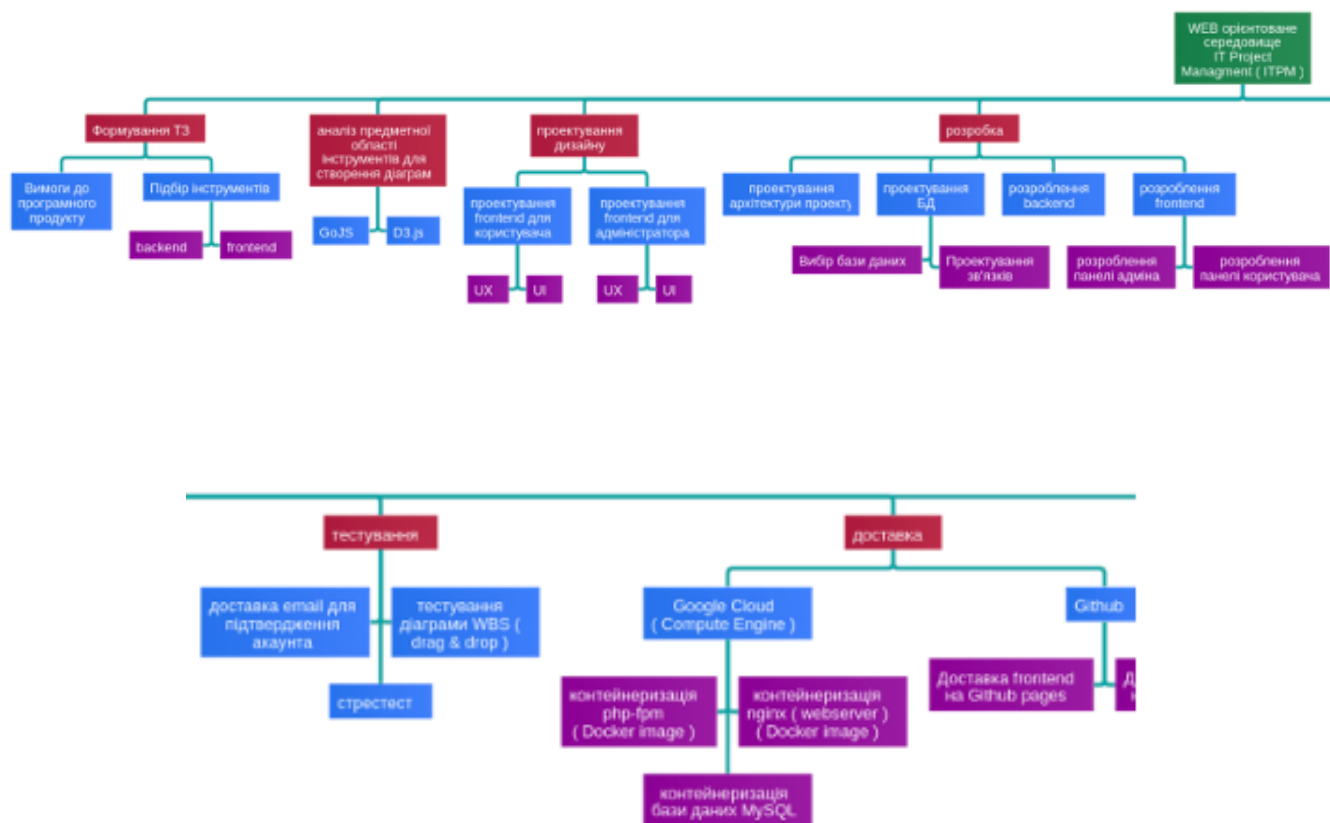 WEB орієнтоване
середовище
IT Project
Managment ( ITPM )
Формування ТЗ
Вимоги до
програмного
продукту
Підбір інструментів
backend
frontend
аналіз предметної
області
інструментів для
створення діаграм
GoJS
D3.js
проектування
дизайну
проектування
frontend для
користувача
UX
UI
проектування
frontend для
адміністратора
UX
UI
розробка
проектування
архітектури проекту
проектування
БД
Вибір бази даних
Проектування
зв'язків
розроблення
backend
розроблення
frontend
розроблення
панелі адміна
розроблення
панелі користувача
тестування
доставка email для
підтвердження
акаунта
тестування
діаграми WBS (
drag & drop )
стрестест
доставка
Google Cloud
( Compute Engine )
контейнеризація
php-fpm
( Docker image )
контейнеризація
nginx ( webserver )
( Docker image )
контейнеризація
бази даних MySQL
Github
Доставка frontend
на Github pages